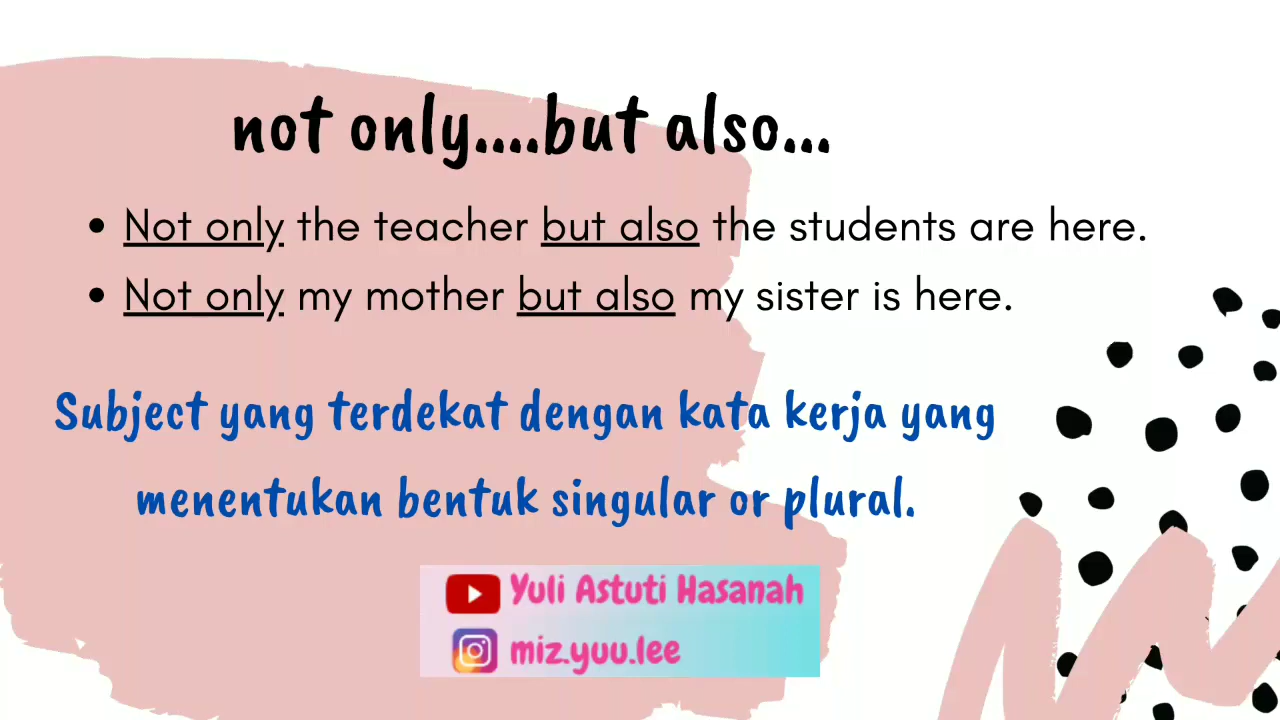 not only....but also...
• Not only the teacher but also the students are here.
• Not only my mother but also my sister is here.
Subject yang terdekat dengan kata kerja yang
menentukan bentuk singular or plural.
Yuli Astuti Hasanah
miz.yuu.lee